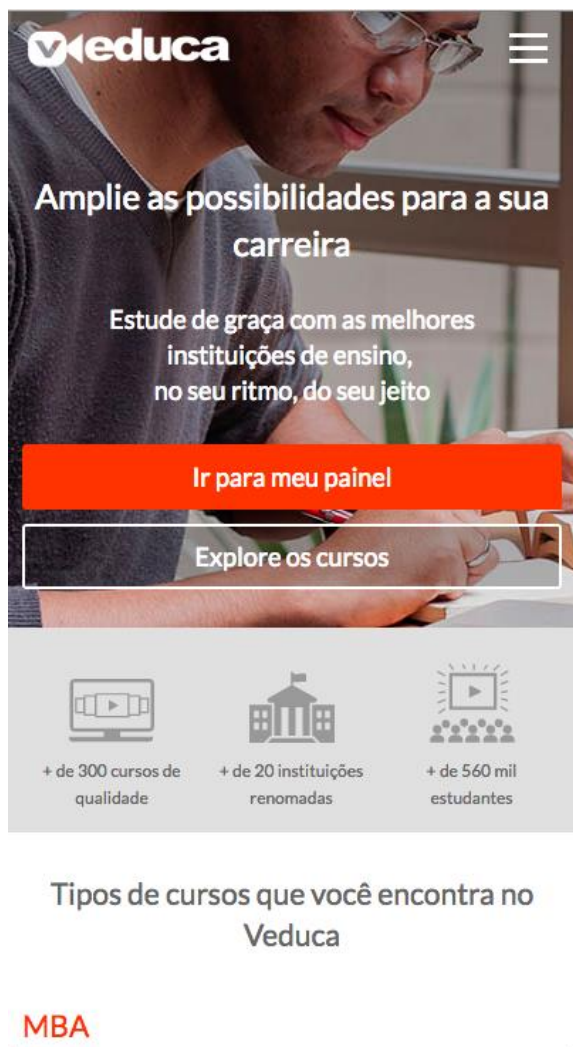 veduca
Amplie as possibilidades para a sua
carreira
Estude de graça com as melhores
instituições de ensino,
no seu ritmo, do seu jeito
Ir para meu painel
Explore os cursos
+ de 300 cursos de
qualidade
+ de 20 instituições
renomadas
+ de 560 mil
estudantes
Tipos de cursos que você encontra no
Veduca
MBA